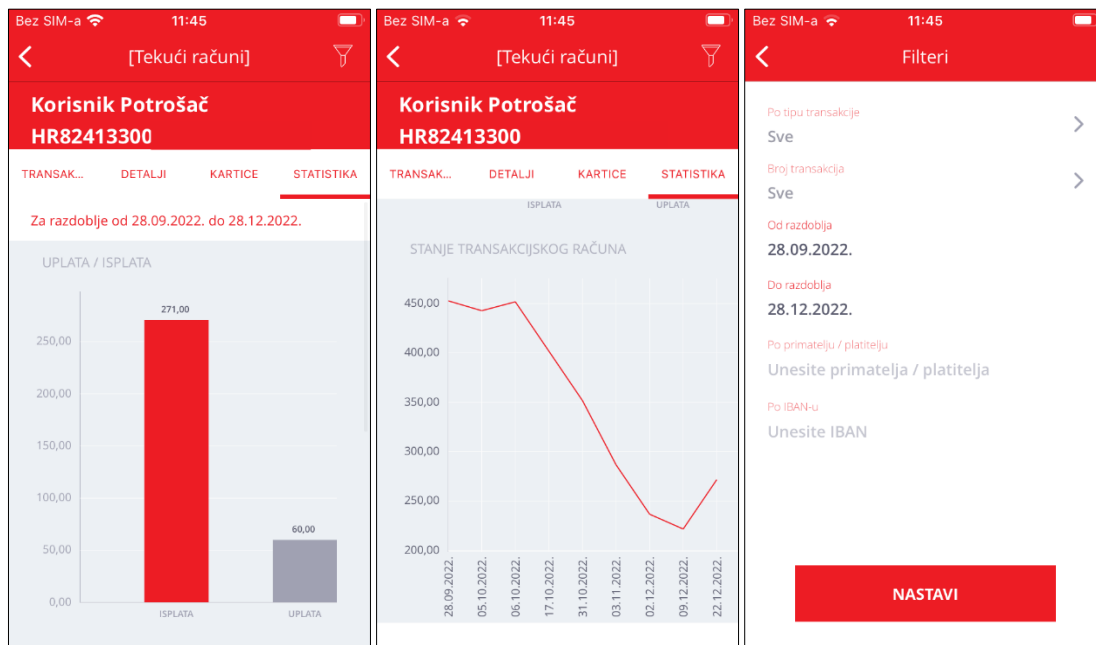 Bez SIM-a 11:45
[Tekući računi]
Korisnik Potrošač
HR82413300
TRANSAK... DETALJI KARTICE STATISTIKA
Za razdoblje od 28.09.2022. do 28.12.2022.
UPLATA / ISPLATA
271,00
250,00
200,00
150,00
100,00
60,00
50,00
0,00
ISPLATA UPLATA
Bez SIM-a 11:45
[Tekući računi]
Korisnik Potrošač
HR82413300
TRANSAK... DETALJI KARTICE STATISTIKA
ISPLATA UPLATA
STANJE TRANSAKCIJSKOG RAČUNA
450,00
400,00
350,00
300,00
250,00
200,00
28.09.2022.
05.10.2022.
06.10.2022.
17.10.2022.
31.10.2022.
03.11.2022.
02.12.2022.
09.12.2022.
22.12.2022.
Bez SIM-a 11:45
Filteri
Po tipu transakcije
Sve
Broj transakcija
Sve
Od razdoblja
28.09.2022.
Do razdoblja
28.12.2022.
Po primatelju / platitelju
Unesite primatelja / platitelja
Po IBAN-u
Unesite IBAN
NASTAVI